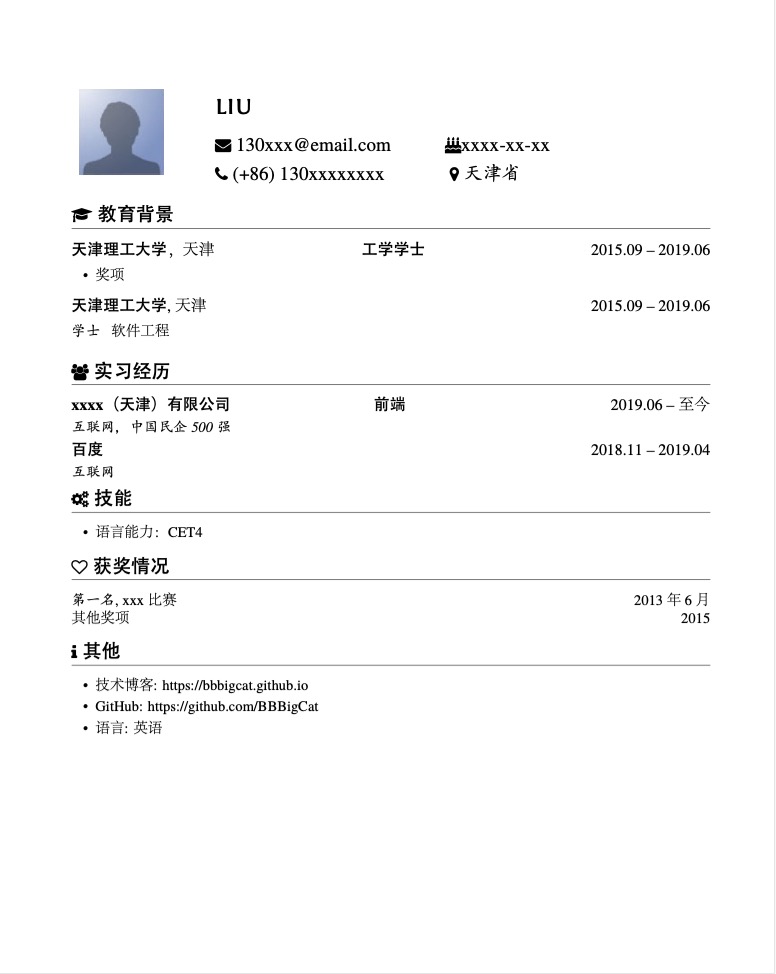 LIU
130xxx@email.com xxxx-xx-xx
(+86) 130xxxxxxxx 天津省
教育背景
天津理工大学，天津 工学学士 2015.09 – 2019.06
• 奖项
天津理工大学, 天津 2015.09 – 2019.06
学士 软件工程
实习经历
xxxx（天津）有限公司 前端 2019.06 – 至今
互联网，中国民企 500 强
百度 2018.11 – 2019.04
互联网
技能
• 语言能力：CET4
获奖情况
第一名, xxx 比赛 2013 年 6 月
其他奖项 2015
其他
• 技术博客: https://bbbigcat.github.io
• GitHub: https://github.com/BBBigCat
• 语言: 英语